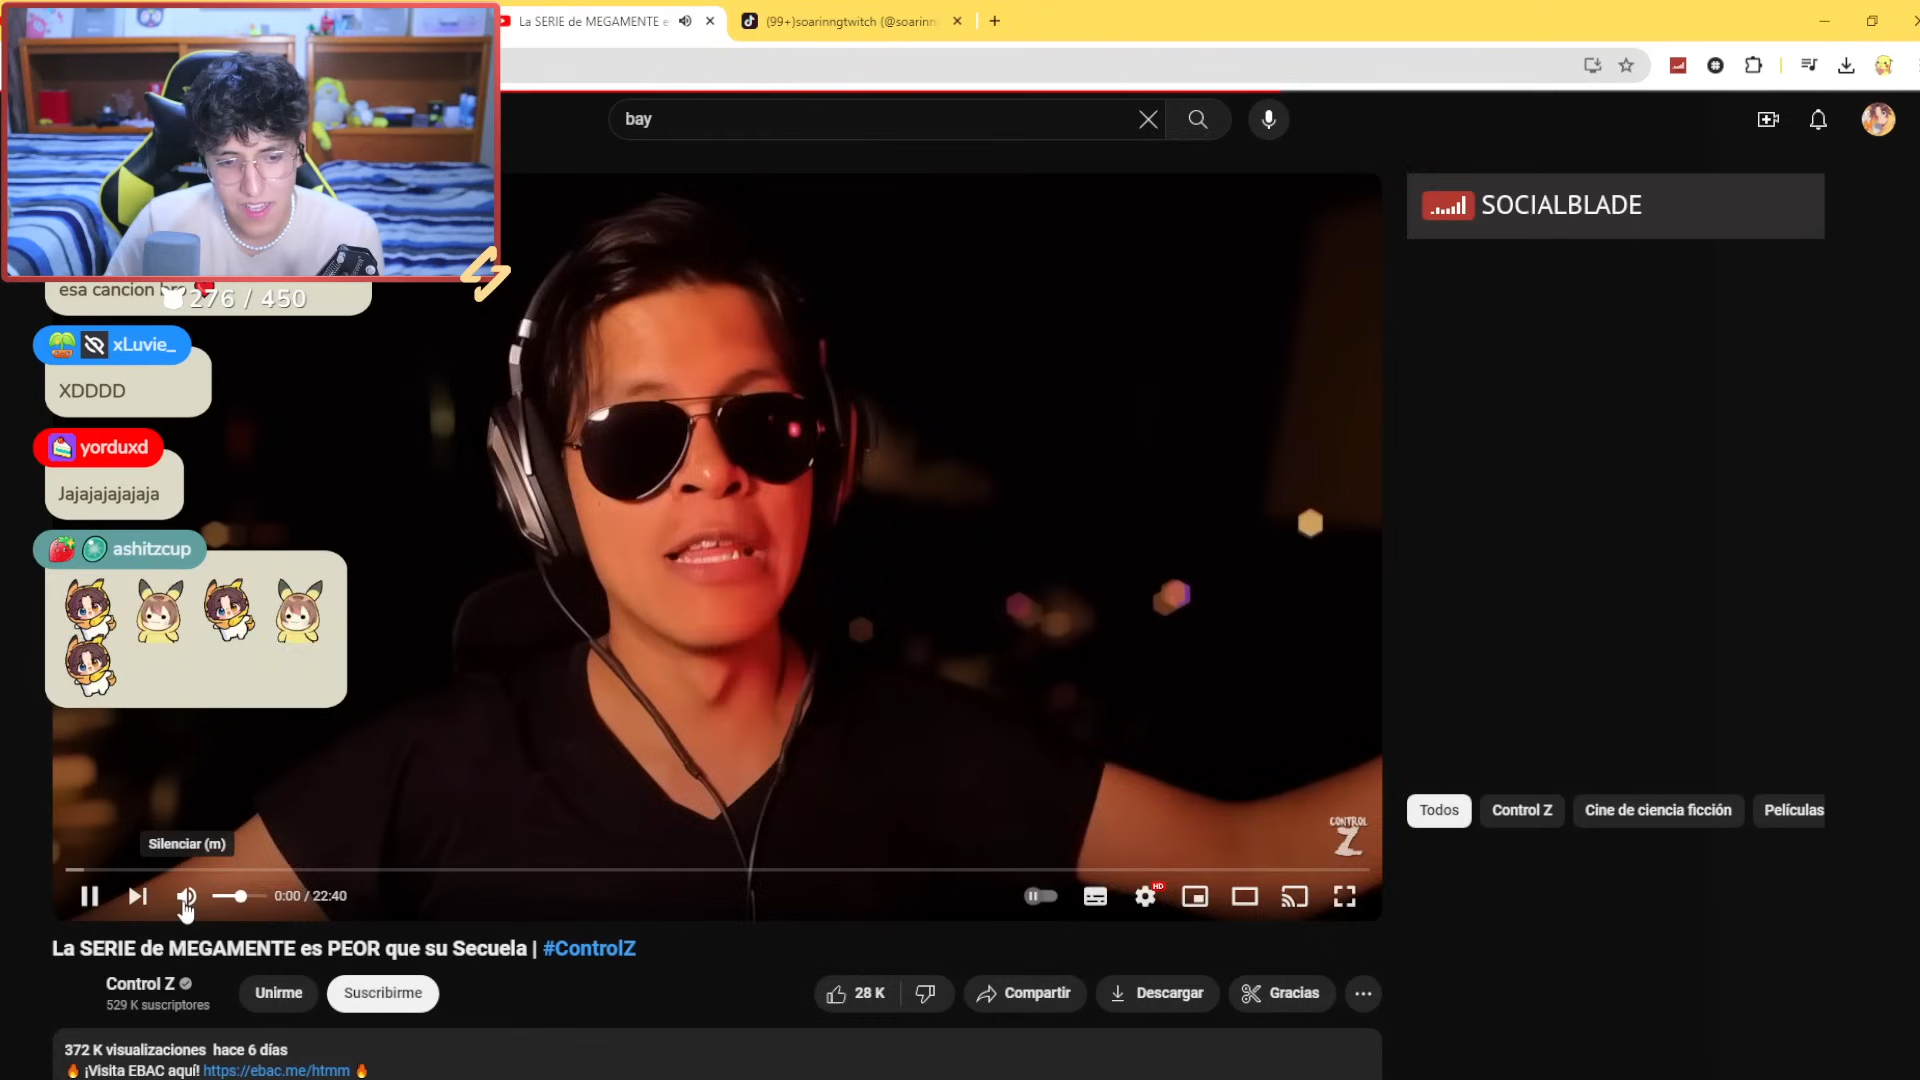 La SERIE de MEGAMENTE e
(99+)soarinngtwitch (@soarinn
bay
SOCIALBLADE
esa cancion bro
276 / 450
xLuvie_
XDDDD
yorduxd
Jajajajajajaja
ashitzcup
CONTROL
Z
Todos
Control Z
Cine de ciencia ficción
Películas
Silenciar (m)
0:00 / 22:40
HD
La SERIE de MEGAMENTE es PEOR que su Secuela | #ControlZ
Control Z
529 K suscriptores
Unirme
Suscribirme
28 K
Compartir
Descargar
Gracias
372 K visualizaciones hace 6 días
¡Visita EBAC aquí! https://ebac.me/htmm